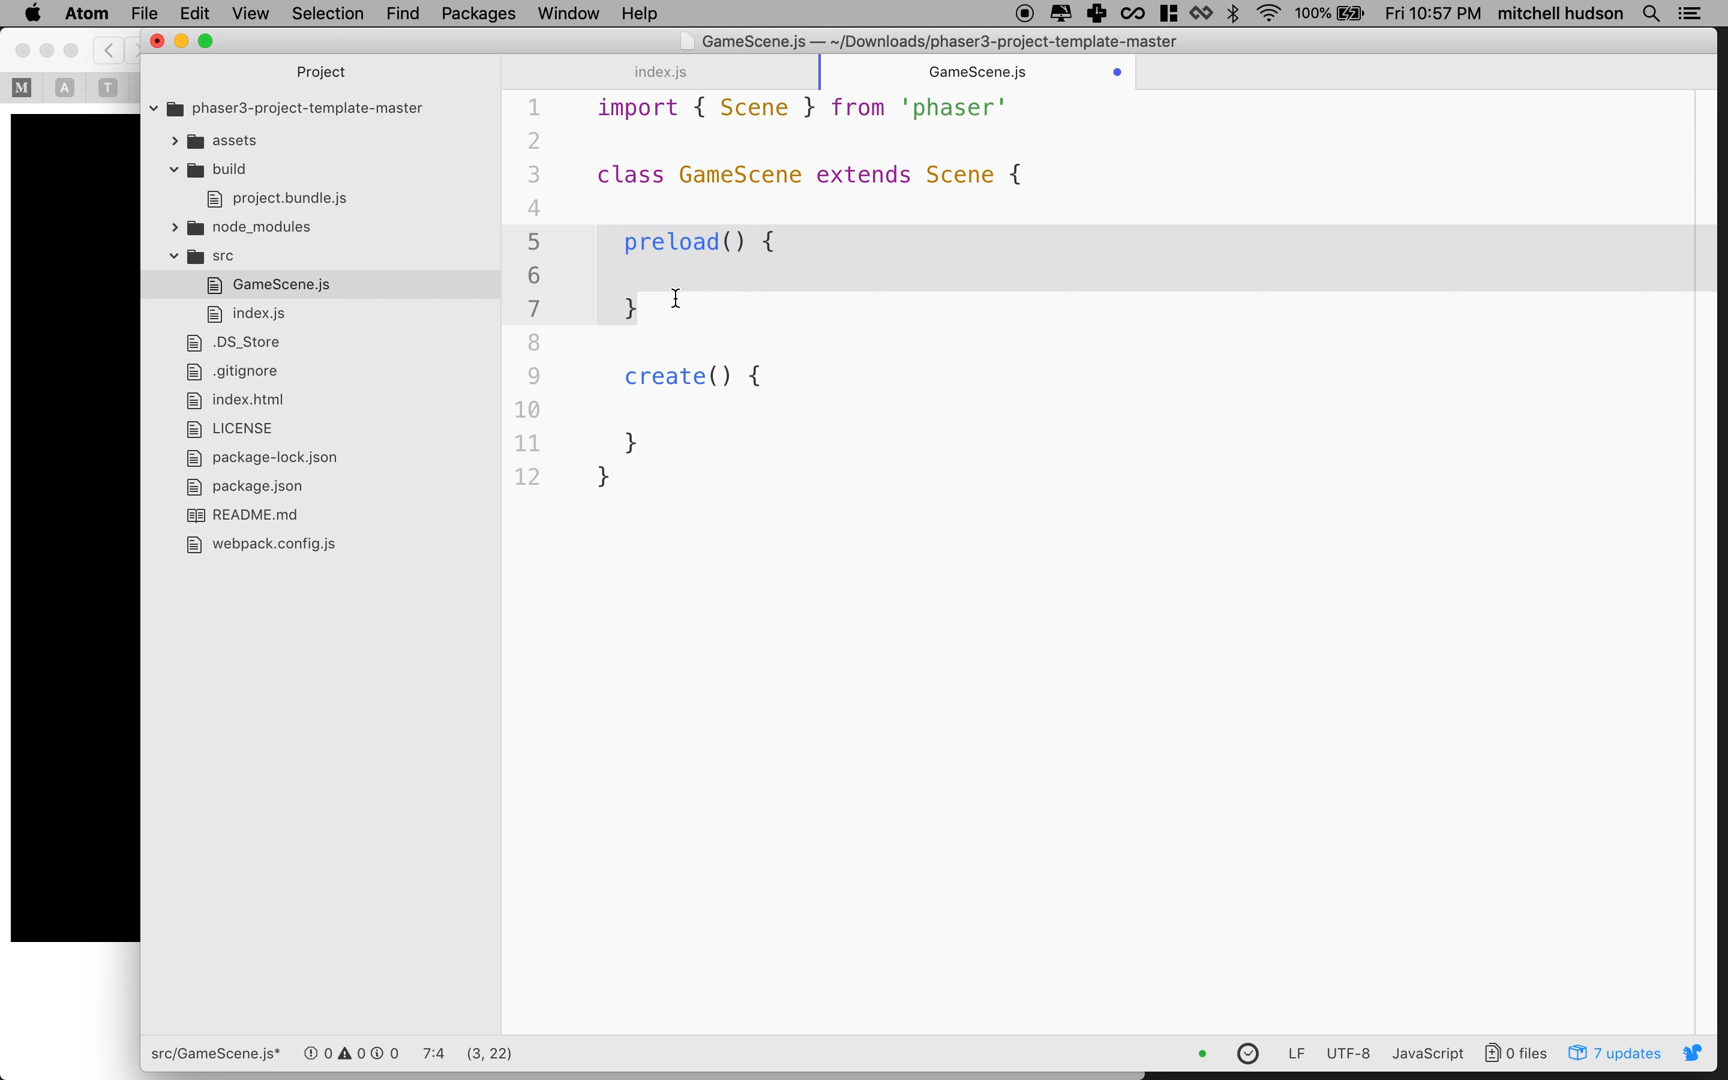 Atom File Edit View Selection Find Packages Window Help 100% Fri 10:57 PM mitchell hudson
GameScene.js — ~/Downloads/phaser3-project-template-master
M A T
Project
index.js
GameScene.js
phaser3-project-template-master
assets
build
project.bundle.js
node_modules
src
GameScene.js
index.js
.DS_Store
.gitignore
index.html
LICENSE
package-lock.json
package.json
README.md
webpack.config.js
1 import { Scene } from 'phaser'
2
3 class GameScene extends Scene {
4
5 preload() {
6
7 }
8
9 create() {
10
11 }
12 }
src/GameScene.js* 0 0 0 7:4 (3, 22) LF UTF-8 JavaScript 0 files 7 updates